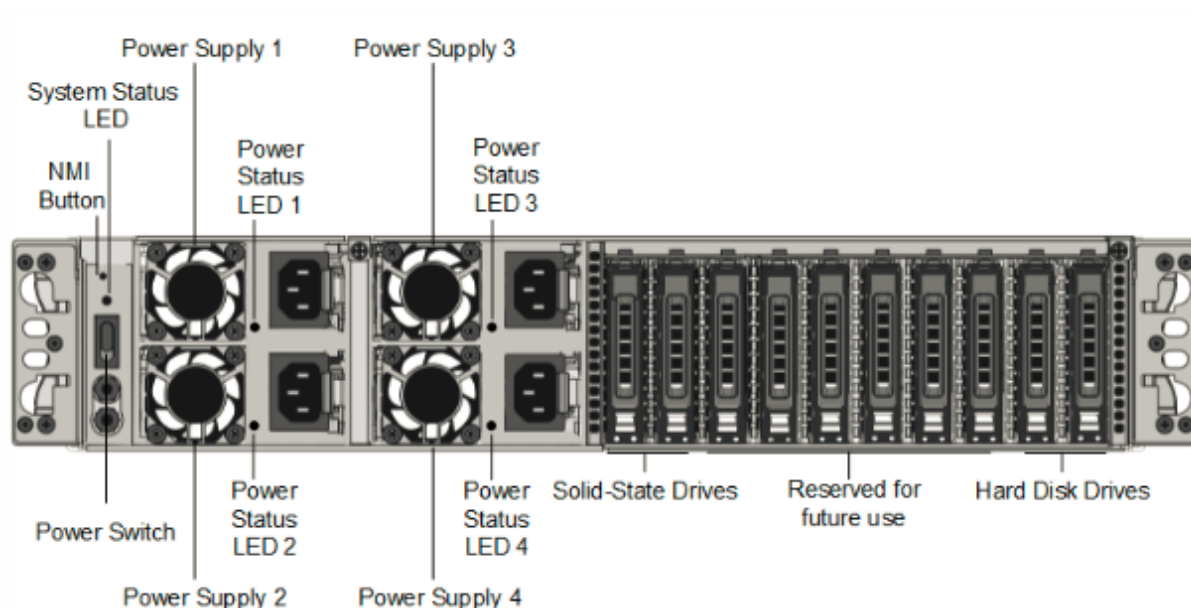 Power Supply 1
Power Supply 3
System Status
LED
Power
Status
LED 1
Power
Status
LED 3
NMI
Button
Power
Status
LED 2
Power
Status
LED 4
Solid-State Drives
Reserved for
future use
Hard Disk Drives
Power Switch
Power Supply 2
Power Supply 4